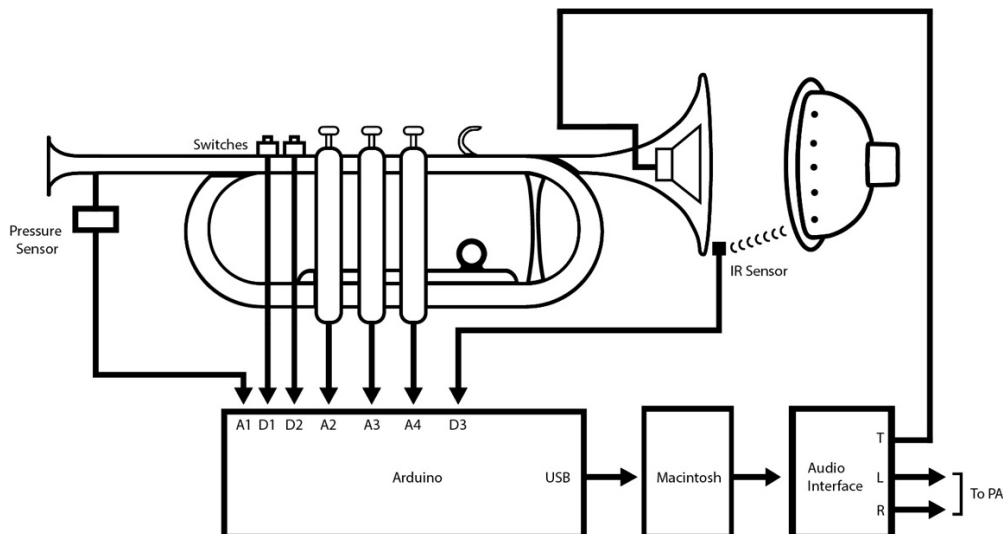 Switches
Pressure
Sensor
IR Sensor
A1 D1 D2 A2 A3 A4 D3
Arduino
USB
Macintosh
Audio
Interface
T
L
R
To PA